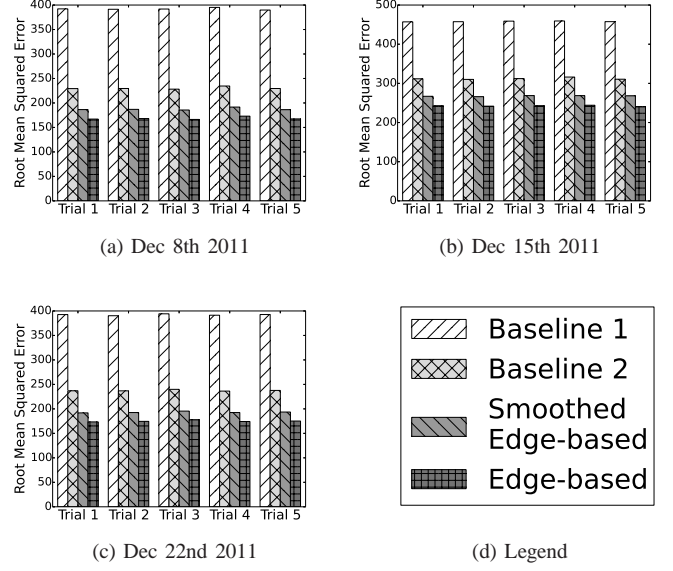 Root Mean Squared Error
400
350
300
250
200
150
100
50
0
Trial 1 Trial 2 Trial 3 Trial 4 Trial 5
(a) Dec 8th 2011
Root Mean Squared Error
500
400
300
200
100
0
Trial 1 Trial 2 Trial 3 Trial 4 Trial 5
(b) Dec 15th 2011
Root Mean Squared Error
400
350
300
250
200
150
100
50
0
Trial 1 Trial 2 Trial 3 Trial 4 Trial 5
(c) Dec 22nd 2011
Baseline 1
Baseline 2
Smoothed
Edge-based
Edge-based
(d) Legend